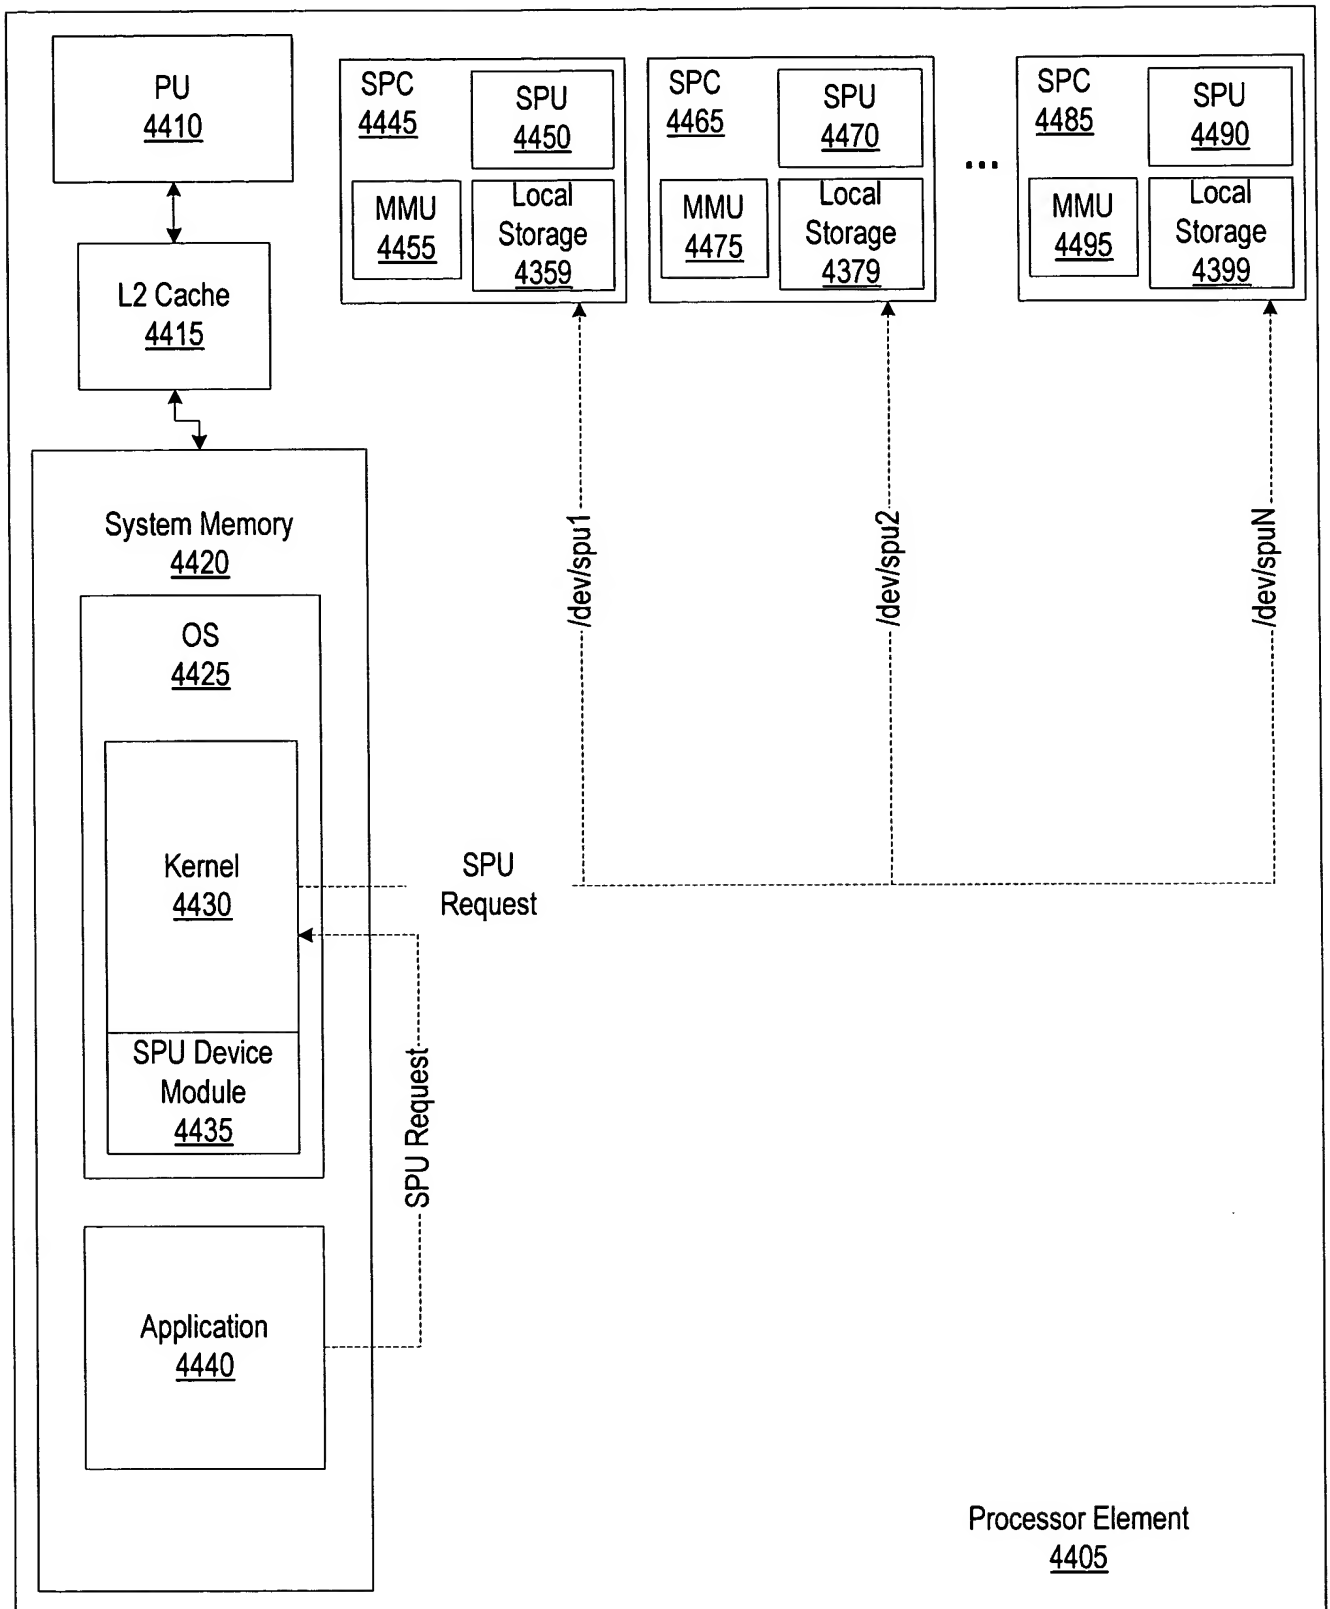 PU
4410
L2 Cache
4415
System Memory
4420
OS
4425
Kernel
4430
SPU Device
Module
4435
Application
4440
SPC
4445
SPU
4450
MMU
4455
Local
Storage
4359
SPC
4465
SPU
4470
MMU
4475
Local
Storage
4379
...
SPC
4485
SPU
4490
MMU
4495
Local
Storage
4399
/dev/spu1
/dev/spu2
/dev/spuN
SPU
Request
SPU Request
Processor Element
4405